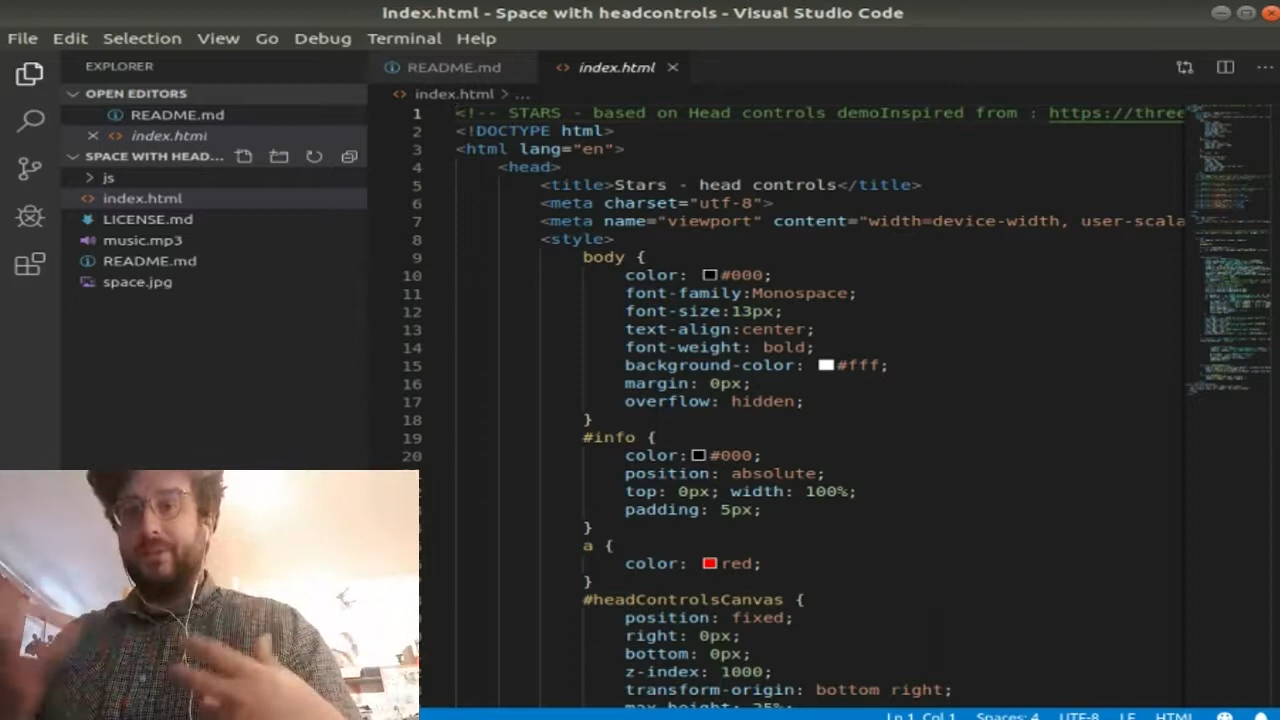 index.html - Space with headcontrols - Visual Studio Code
File Edit Selection View Go Debug Terminal Help
EXPLORER
README.md
index.html
OPEN EDITORS
README.md
index.html
SPACE WITH HEAD...
js
index.html
LICENSE.md
music.mp3
README.md
space.jpg
index.html > ...
1 <!-- STARS - based on Head controls demoInspired from : https://three
2 <!DOCTYPE html>
3 <html lang="en">
4 <head>
5 <title>Stars - head controls</title>
6 <meta charset="utf-8">
7 <meta name="viewport" content="width=device-width, user-scala
8 <style>
9 body {
10 color: #000;
11 font-family:Monospace;
12 font-size:13px;
13 text-align:center;
14 font-weight: bold;
15 background-color: #fff;
16 margin: 0px;
17 overflow: hidden;
18 }
19 #info {
20 color:#000;
position: absolute;
top: 0px; width: 100%;
padding: 5px;
}
a {
color: red;
}
#headControlsCanvas {
position: fixed;
right: 0px;
bottom: 0px;
z-index: 1000;
transform-origin: bottom right;
Ln 1, Col 1 Spaces: 4 UTF-8 LF HTML